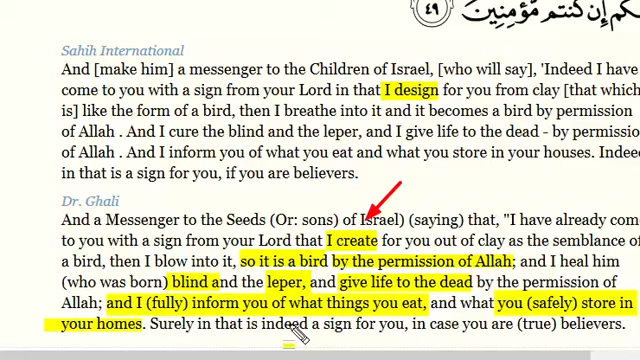 كم إن كنتم مؤمنين ٤٩
Sahih International
And [make him] a messenger to the Children of Israel, [who will say], 'Indeed I have
come to you with a sign from your Lord in that I design for you from clay [that which
is] like the form of a bird, then I breathe into it and it becomes a bird by permission
of Allah . And I cure the blind and the leper, and I give life to the dead - by permissio
of Allah . And I inform you of what you eat and what you store in your houses. Indee
in that is a sign for you, if you are believers.
Dr. Ghali
And a Messenger to the Seeds (Or: sons) of Israel) (saying) that, "I have already com
to you with a sign from your Lord that I create for you out of clay as the semblance of
a bird, then I blow into it, so it is a bird by the permission of Allah; and I heal him
(who was born) blind and the leper, and give life to the dead by the permission of
Allah; and I (fully) inform you of what things you eat, and what you (safely) store in
your homes. Surely in that is indeed a sign for you, in case you are (true) believers.